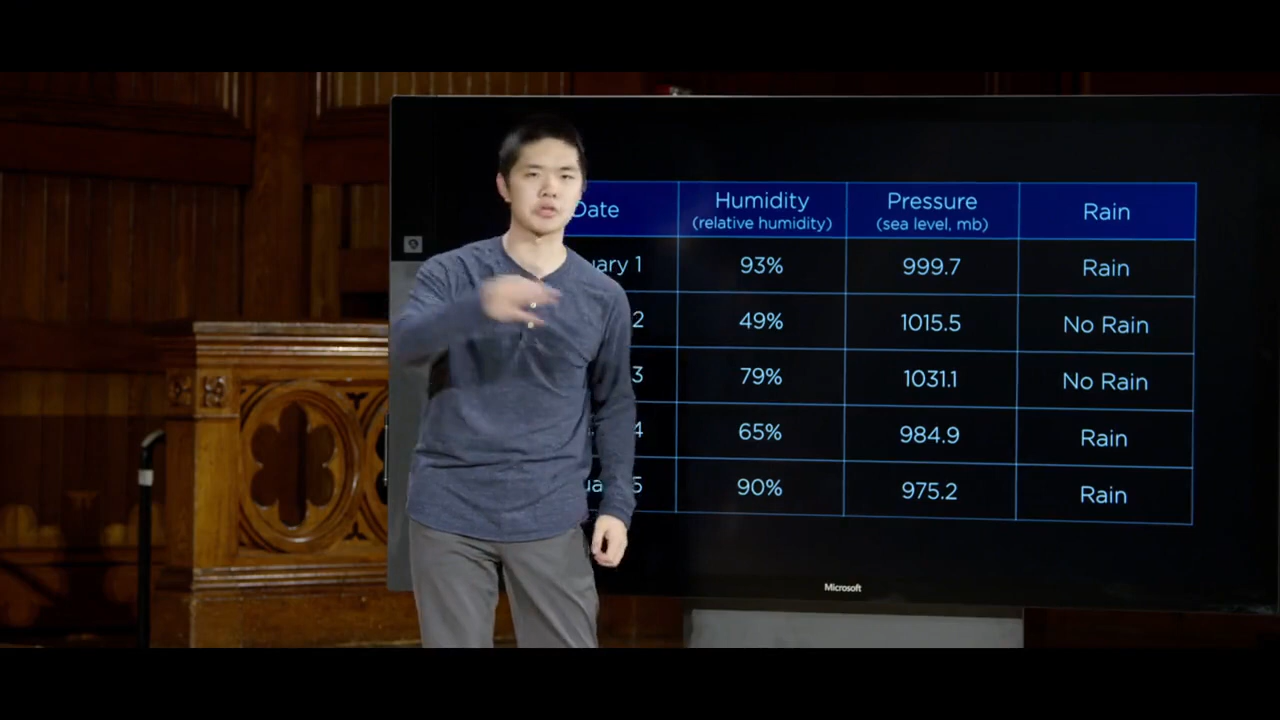 Date Humidity Pressure Rain
(relative humidity) (sea level, mb)
1 93% 999.7 Rain
2 49% 1015.5 No Rain
3 79% 1031.1 No Rain
4 65% 984.9 Rain
5 90% 975.2 Rain
Microsoft